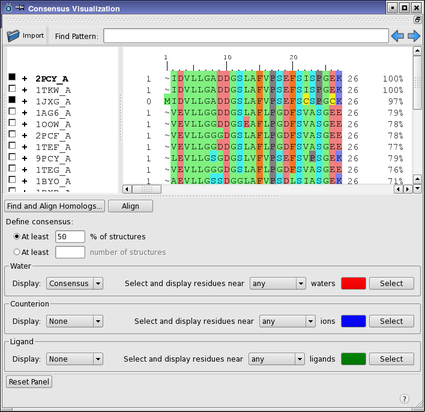 Consensus Visualization
Import Find Pattern:
1 10 20
+ 2PCY_A 1 ~IDVLLGADDGSLAFVPSEFSISPGEK 26 100%
+ 1TKW_A 1 ~IDVLLGADDGSLAFVPSEFSISPGEK 26 100%
+ 1JXG_A 0 MIDVLLGADDGSLAFVPSEFSCSPGCK 26 97%
+ 1AG6_A 1 ~VEVLLGGDDGSLAFLPGDFSVASGEE 26 79%
+ 1OOW_A 1 ~VEVLLGGDDGSEAFLPGDFSVASGEE 26 78%
+ 2PCF_A 1 ~VEVLLGGGDGSLAFLPGDFSVASGEE 26 78%
+ 1TEF_A 1 ~VEVLLGGDDGSLAFLPGDFSVASGEE 26 77%
+ 9PCY_A 1 ~LEVLLGSGDGSLVFVPSEFSVPSGEK 26 79%
+ 1TEG_A 1 ~VEVLLGGDDGSLAFLPGDFSVASGEE 26 76%
+ 1BYO_A 1 ~AEVLLGSSDGGLAFVPSDLSIASGEK 26 71%
Find and Align Homologs... Align
Define consensus:
At least 50 % of structures
At least number of structures
Water
Display: Consensus Select and display residues near any waters Select
Counterion
Display: None Select and display residues near any ions Select
Ligand
Display: None Select and display residues near any ligands Select
Reset Panel
?